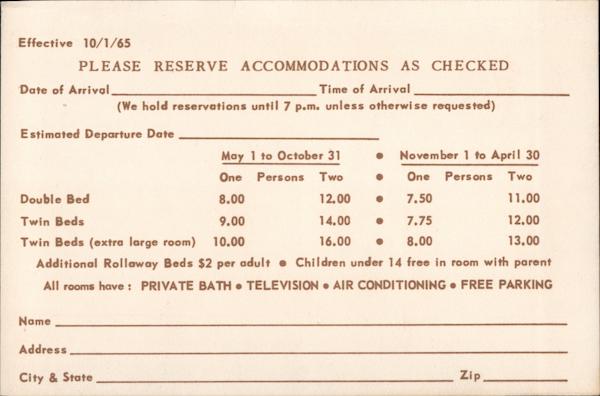 Effective 10/1/65
PLEASE RESERVE ACCOMMODATIONS AS CHECKED
Date of Arrival Time of Arrival
(We hold reservations until 7 p.m. unless otherwise requested)
Estimated Departure Date
May 1 to October 31 • November 1 to April 30
One Persons Two • One Persons Two
Double Bed 8.00 12.00 • 7.50 11.00
Twin Beds 9.00 14.00 • 7.75 12.00
Twin Beds (extra large room) 10.00 16.00 • 8.00 13.00
Additional Rollaway Beds $2 per adult • Children under 14 free in room with parent
All rooms have: PRIVATE BATH • TELEVISION • AIR CONDITIONING • FREE PARKING
Name
Address
City & State Zip